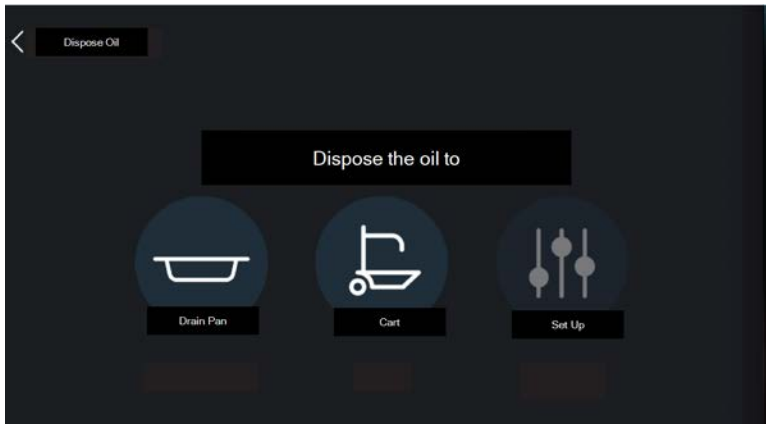 Dispose Oil
Dispose the oil to
Drain Pan
Cart
Set Up